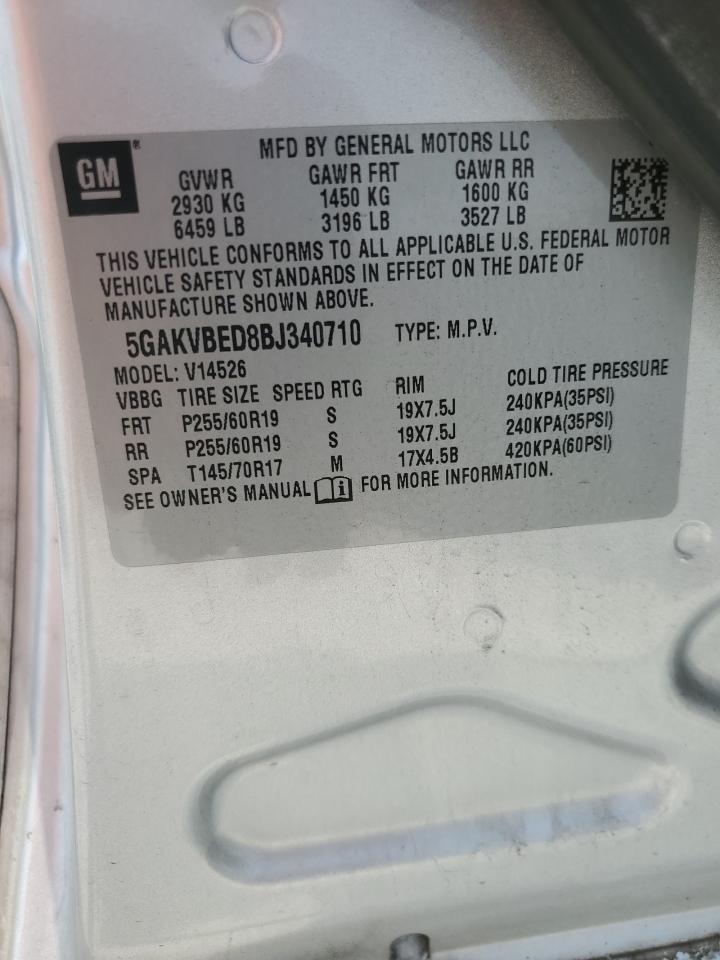 GM®
MFD BY GENERAL MOTORS LLC
GVWR GAWR FRT GAWR RR
2930 KG 1450 KG 1600 KG
6459 LB 3196 LB 3527 LB
THIS VEHICLE CONFORMS TO ALL APPLICABLE U.S. FEDERAL MOTOR
VEHICLE SAFETY STANDARDS IN EFFECT ON THE DATE OF
MANUFACTURE SHOWN ABOVE.
5GAKVBED8BJ340710 TYPE: M.P.V.
MODEL: V14526
VBBG TIRE SIZE SPEED RTG RIM COLD TIRE PRESSURE
FRT P255/60R19 S 19X7.5J 240KPA(35PSI)
RR P255/60R19 S 19X7.5J 240KPA(35PSI)
SPA T145/70R17 M 17X4.5B 420KPA(60PSI)
SEE OWNER'S MANUAL i FOR MORE INFORMATION.